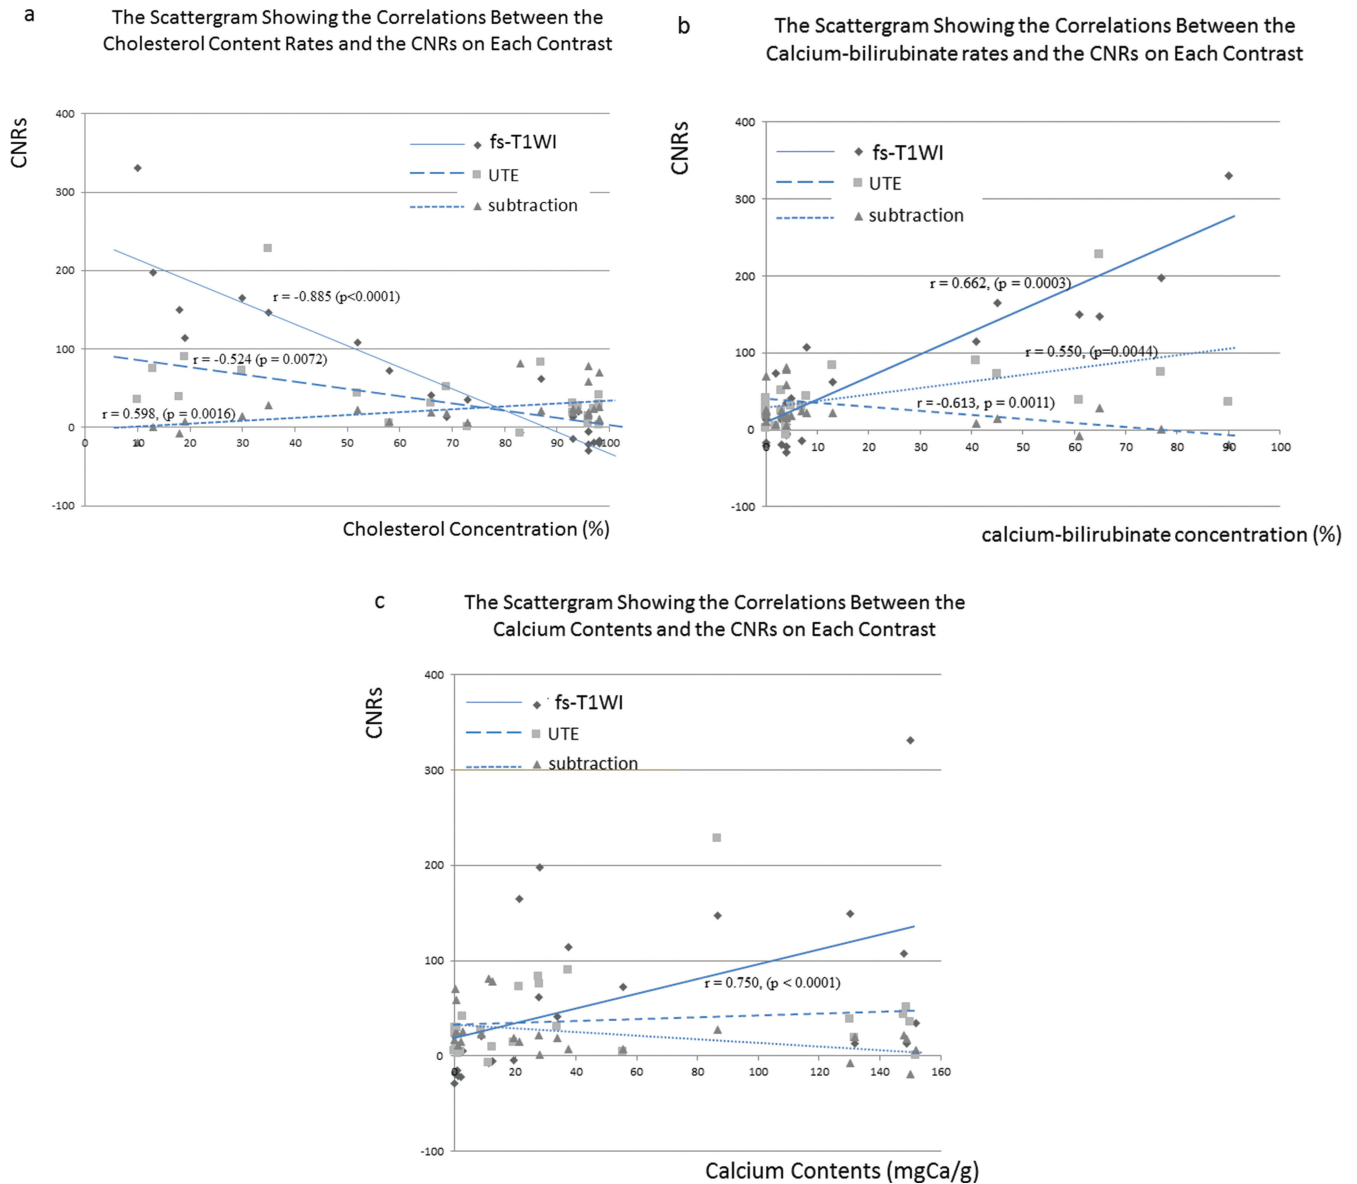 a
The Scattergram Showing the Correlations Between the
Cholesterol Content Rates and the CNRs on Each Contrast
CNRs
400
300
200
100
0
-100
fs-T1WI
UTE
subtraction
r = -0.885 (p<0.0001)
r = -0.524 (p = 0.0072)
r = 0.598, (p = 0.0016)
0 10 20 30 40 50 60 70 80 90 100
Cholesterol Concentration (%)
b
The Scattergram Showing the Correlations Between the
Calcium-bilirubinate rates and the CNRs on Each Contrast
CNRs
400
300
200
100
0
-100
fs-T1WI
UTE
subtraction
r = 0.662, (p = 0.0003)
r = 0.550, (p=0.0044)
r = -0.613, p = 0.0011)
0 10 20 30 40 50 60 70 80 90 100
calcium-bilirubinate concentration (%)
c
The Scattergram Showing the Correlations Between the
Calcium Contents and the CNRs on Each Contrast
CNRs
400
300
200
100
0
-100
fs-T1WI
UTE
subtraction
r = 0.750, (p < 0.0001)
0 20 40 60 80 100 120 140 160
Calcium Contents (mgCa/g)